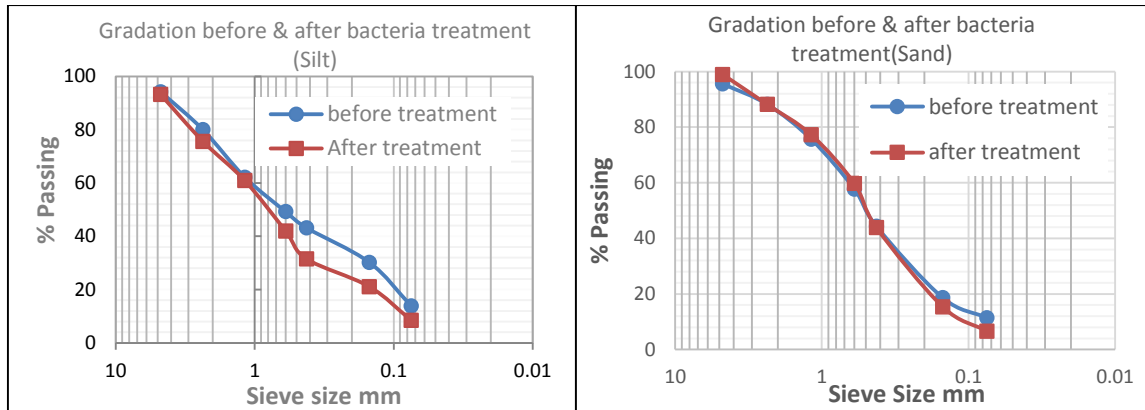 Gradation before & after bacteria treatment
(Silt)
100
80
60
40
20
0
% Passing
before treatment
After treatment
10
1
0.1
0.01
Sieve size mm
Gradation before & after bacteria
treatment(Sand)
100
80
60
40
20
0
% Passing
before treatment
after treatment
10
1
0.1
0.01
Sieve Size mm